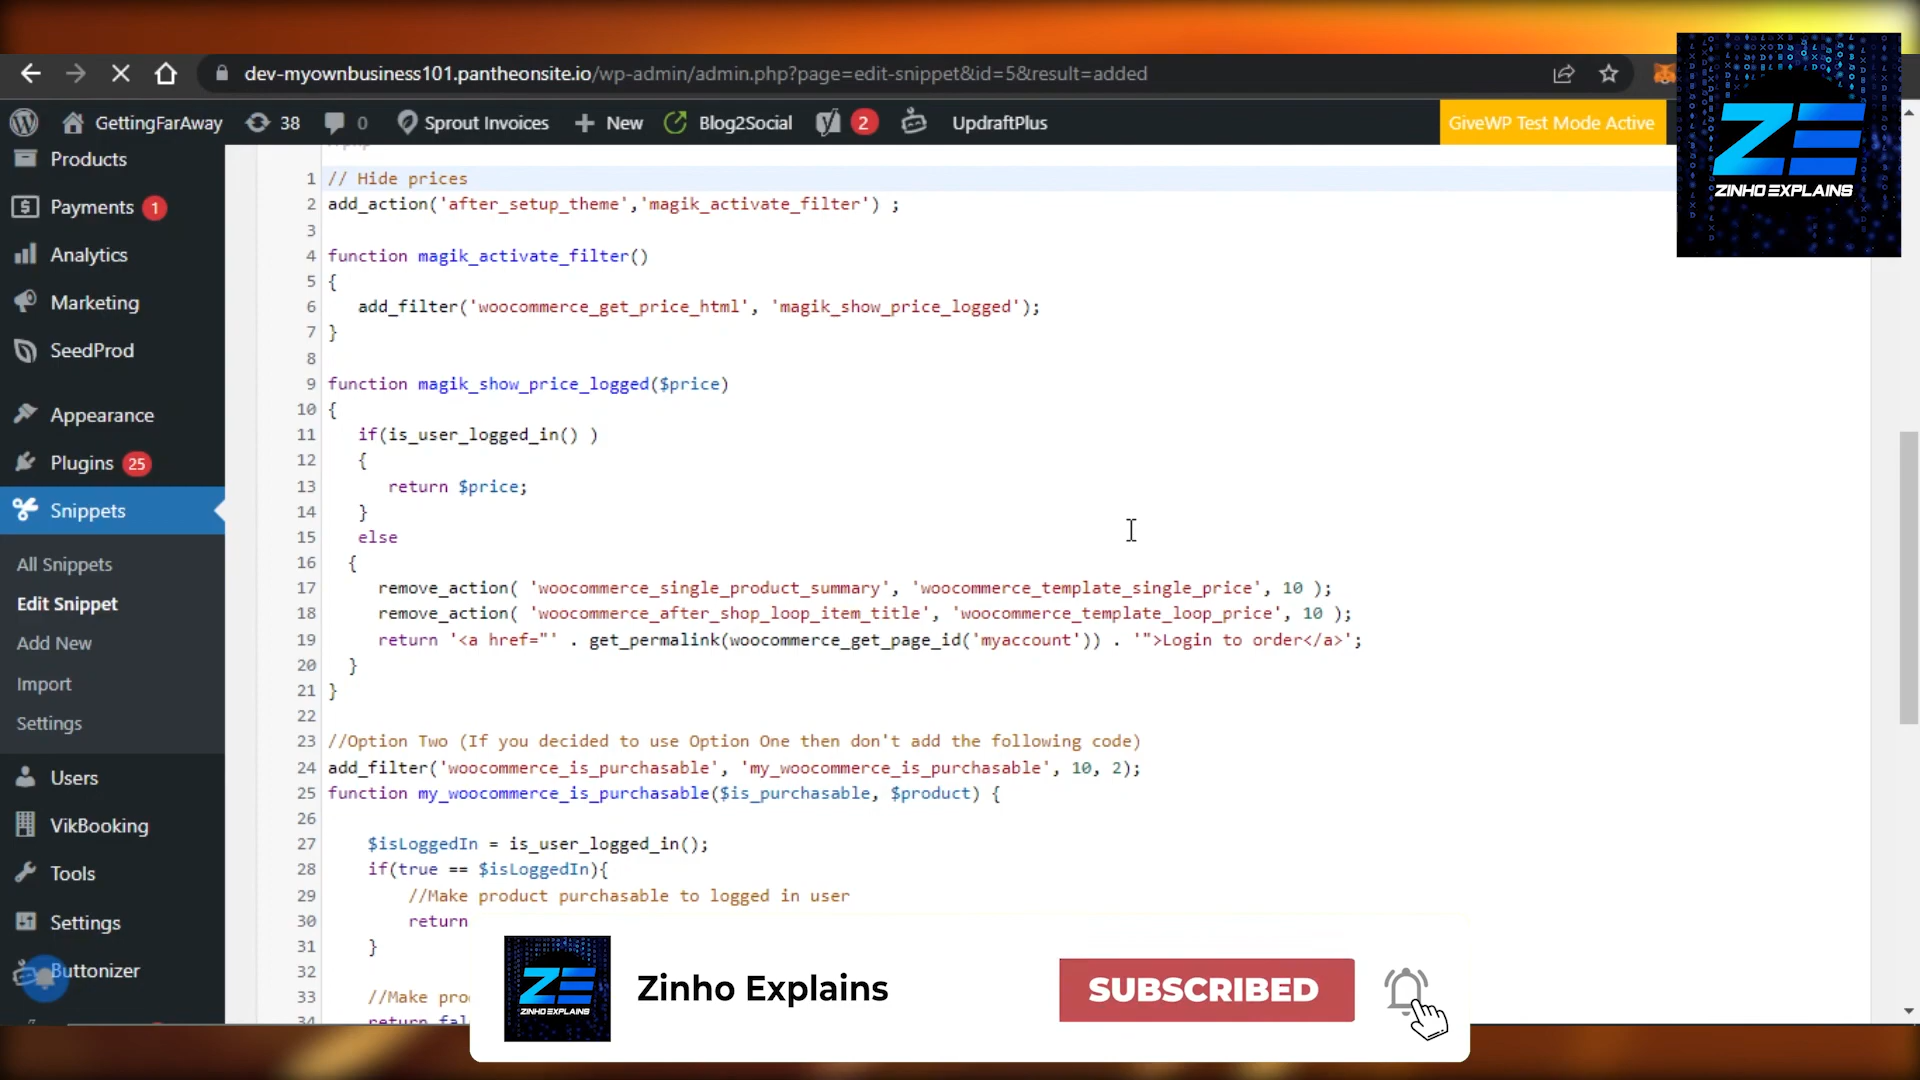 dev-myownbusiness101.pantheonsite.io/wp-admin/admin.php?page=edit-snippet&id=5&result=added
GettingFarAway 38 0 Sprout Invoices New Blog2Social 2 UpdraftPlus GiveWP Test Mode Active
ZE
ZINHO EXPLAINS
Products
Payments 1
Analytics
Marketing
SeedProd
Appearance
Plugins 25
Snippets
All Snippets
Edit Snippet
Add New
Import
Settings
Users
VikBooking
Tools
Settings
Buttonizer
1 // Hide prices
2 add_action('after_setup_theme','magik_activate_filter') ;
3
4 function magik_activate_filter()
5 {
6 add_filter('woocommerce_get_price_html', 'magik_show_price_logged');
7 }
8
9 function magik_show_price_logged($price)
10 {
11 if(is_user_logged_in() )
12 {
13 return $price;
14 }
15 else
16 {
17 remove_action( 'woocommerce_single_product_summary', 'woocommerce_template_single_price', 10 );
18 remove_action( 'woocommerce_after_shop_loop_item_title', 'woocommerce_template_loop_price', 10 );
19 return '<a href="' . get_permalink(woocommerce_get_page_id('myaccount')) . '">Login to order</a>';
20 }
21 }
22
23 //Option Two (If you decided to use Option One then don't add the following code)
24 add_filter('woocommerce_is_purchasable', 'my_woocommerce_is_purchasable', 10, 2);
25 function my_woocommerce_is_purchasable($is_purchasable, $product) {
26
27 $isLoggedIn = is_user_logged_in();
28 if(true == $isLoggedIn){
29 //Make product purchasable to logged in user
30 return
31 }
32
33 //Make pro
34 return fal
ZE
ZINHO EXPLAINS
Zinho Explains
SUBSCRIBED